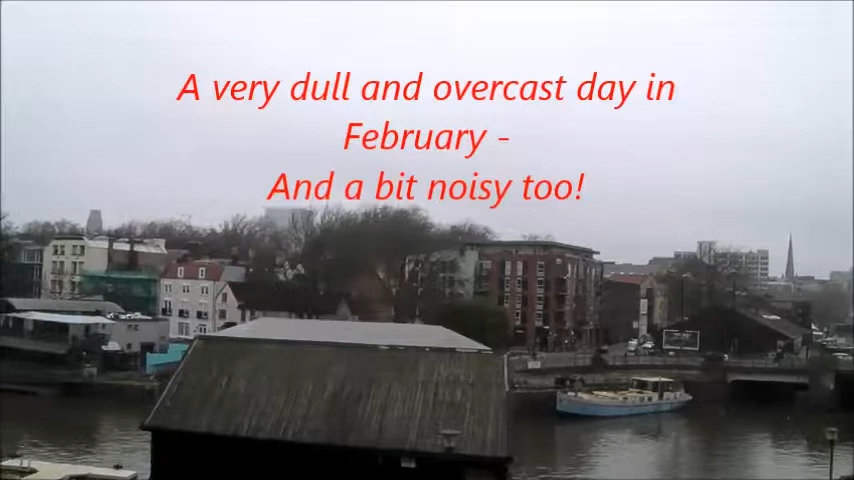 A very dull and overcast day in
February -
And a bit noisy too!